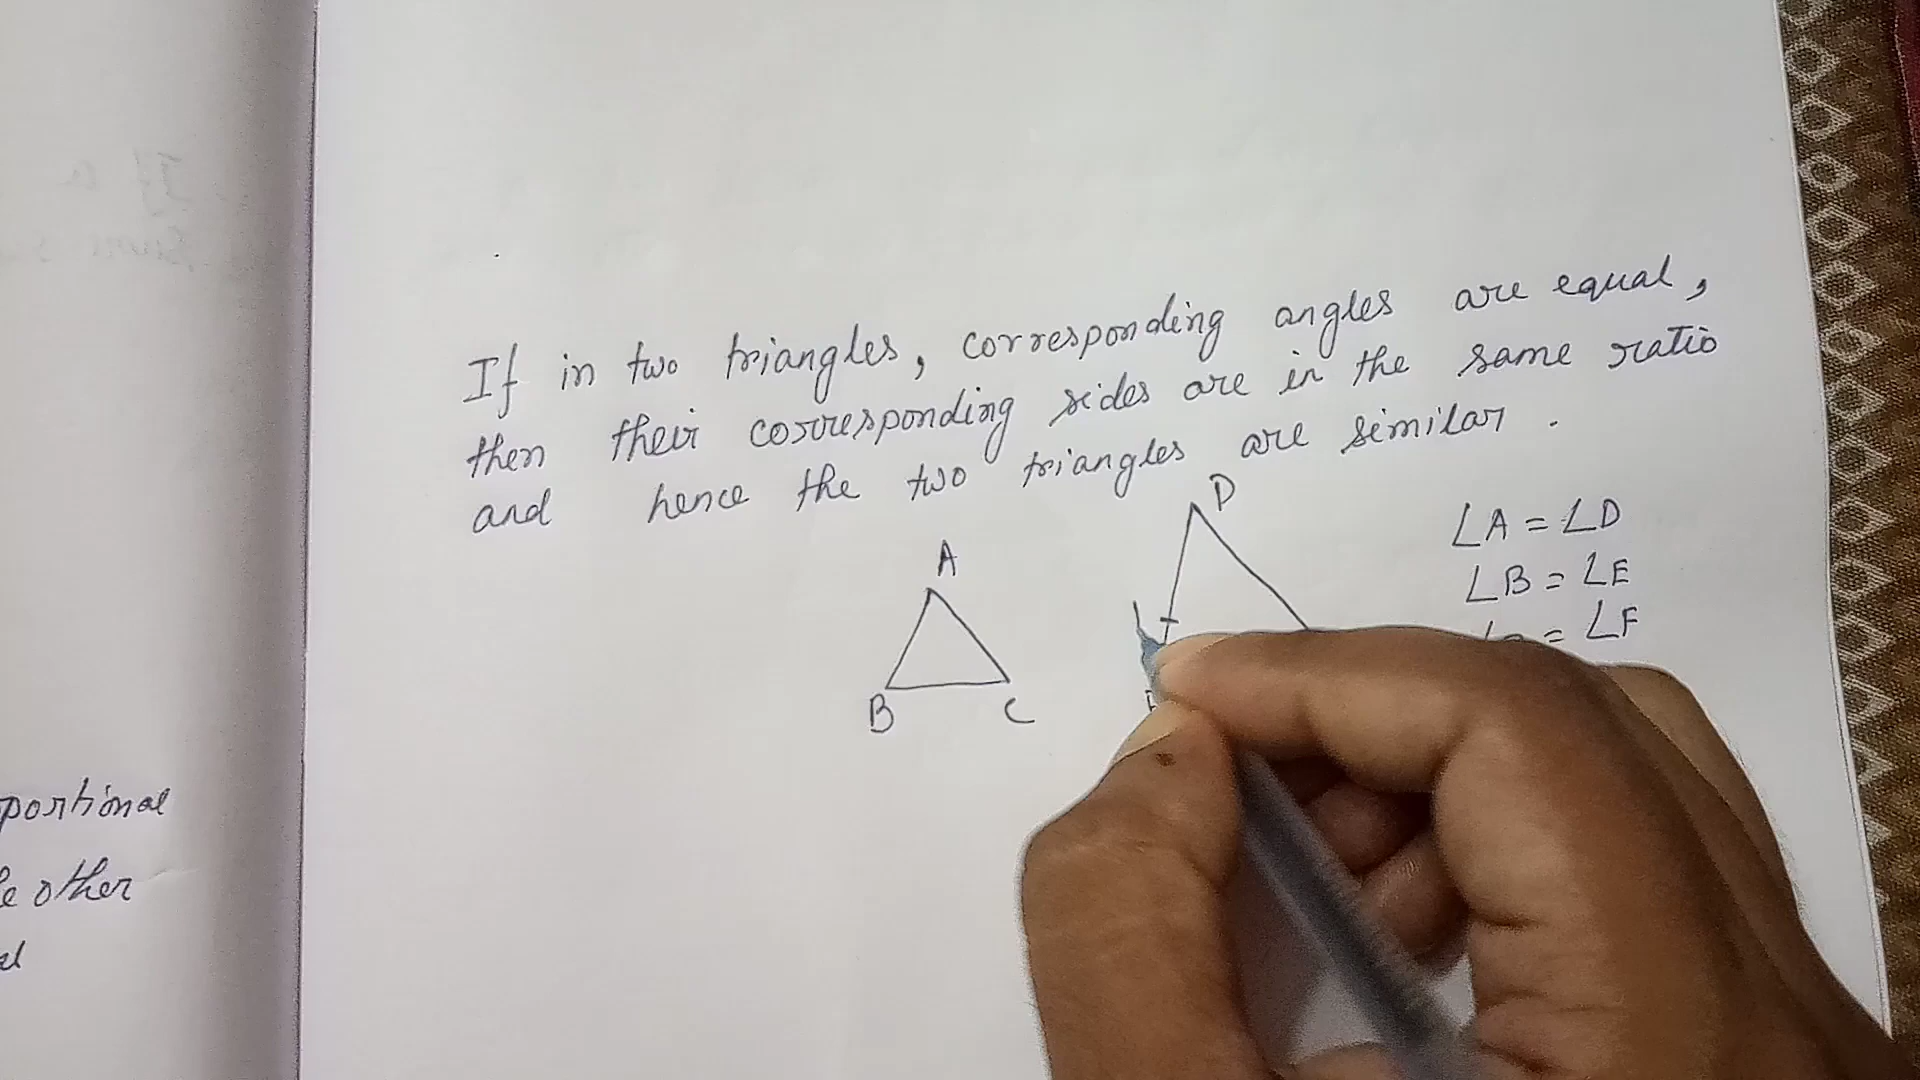 If in two triangles, corresponding angles are equal,
then their corresponding sides are in the same ratio
and hence the two triangles are similar.
A
B
C
D
∠A = ∠D
∠B = ∠E
= ∠F
portional
other